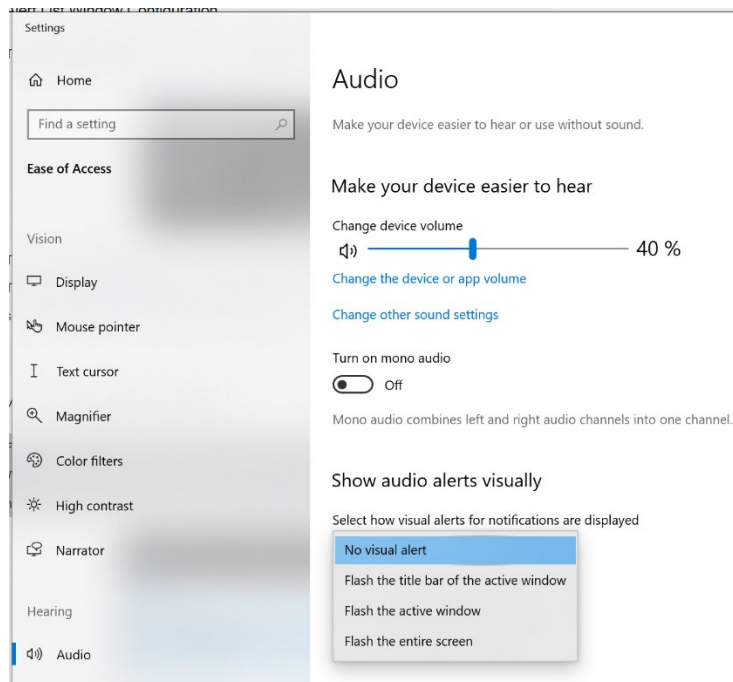 Alert List Window Configuration
Settings
Home
Find a setting
Ease of Access
Vision
Display
Mouse pointer
Text cursor
Magnifier
Color filters
High contrast
Narrator
Hearing
Audio
Audio
Make your device easier to hear or use without sound.
Make your device easier to hear
Change device volume
40 %
Change the device or app volume
Change other sound settings
Turn on mono audio
Off
Mono audio combines left and right audio channels into one channel.
Show audio alerts visually
Select how visual alerts for notifications are displayed
No visual alert
Flash the title bar of the active window
Flash the active window
Flash the entire screen